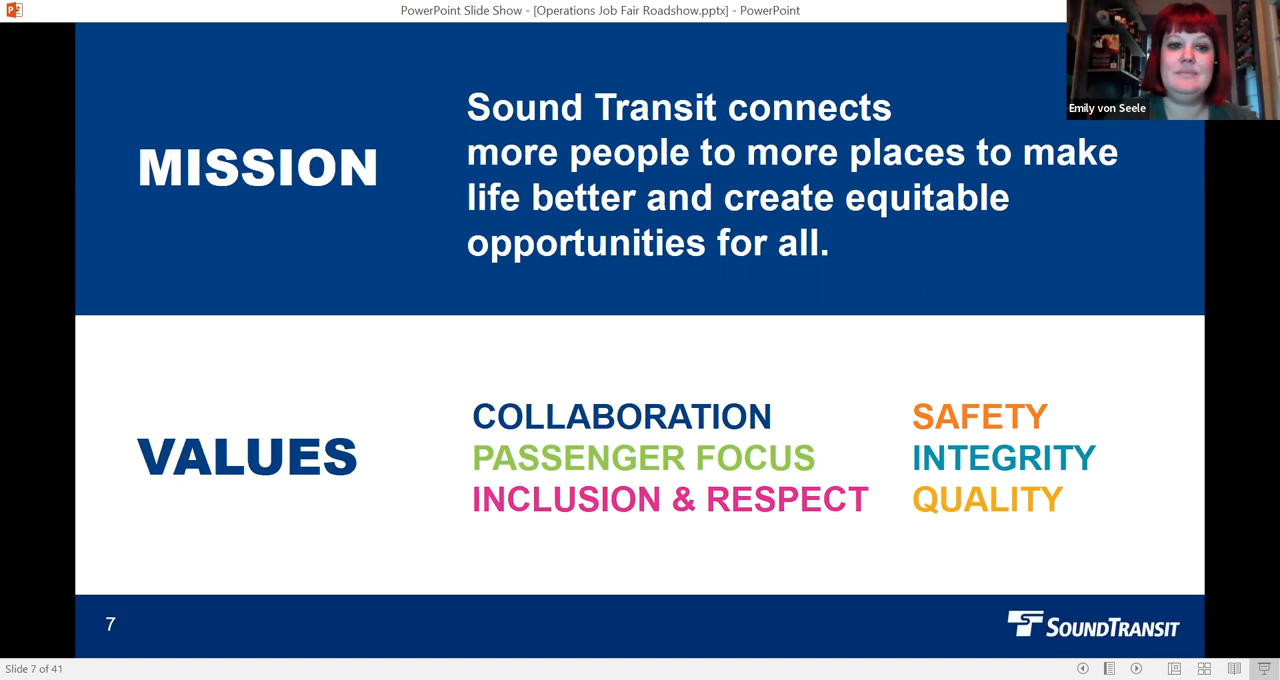 PowerPoint Slide Show - [Operations Job Fair Roadshow.pptx] - PowerPoint
Emily von Seele
MISSION
Sound Transit connects
more people to more places to make
life better and create equitable
opportunities for all.
VALUES
COLLABORATION
PASSENGER FOCUS
INCLUSION & RESPECT
SAFETY
INTEGRITY
QUALITY
7
SOUNDTRANSIT
Slide 7 of 41